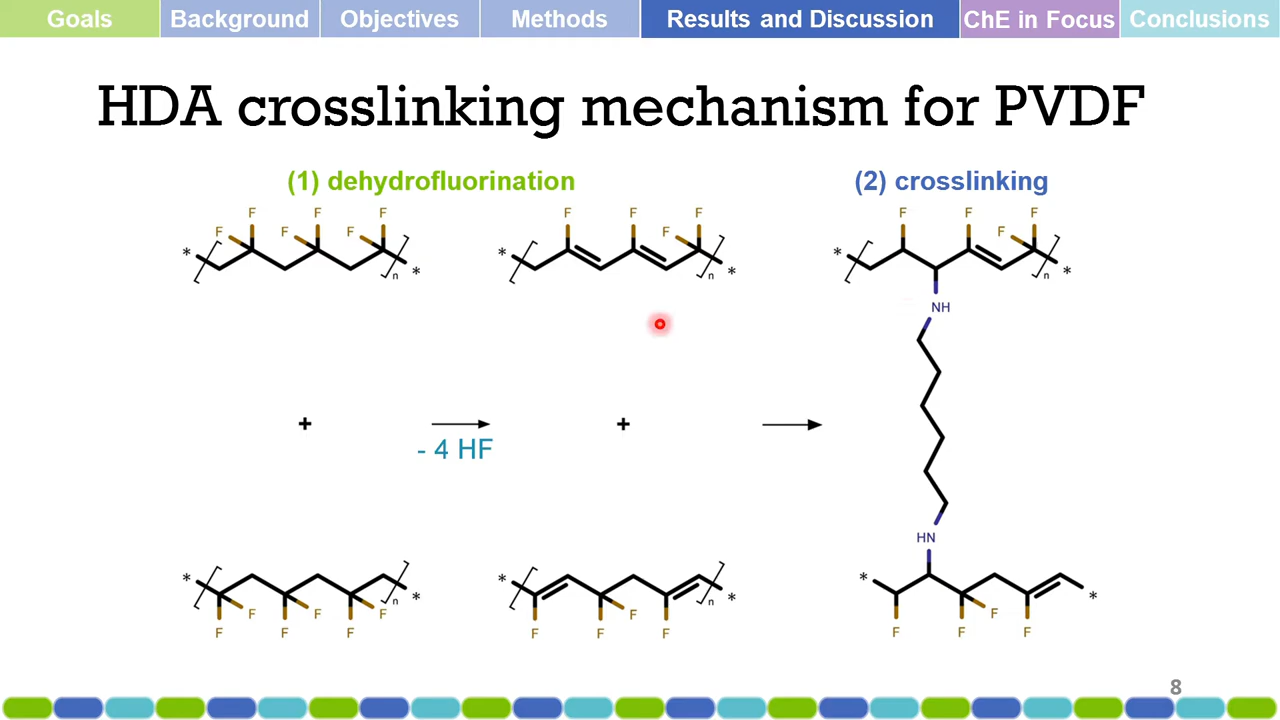 Goals Background Objectives Methods Results and Discussion ChE in Focus Conclusions
HDA crosslinking mechanism for PVDF
(1) dehydrofluorination (2) crosslinking
F F F F F F F F F
F F F F F
* * * * * *
n n n
NH
+ + 
- 4 HF
HN
* * * * * *
n n
F F F F F
F F F F F F F F F
8